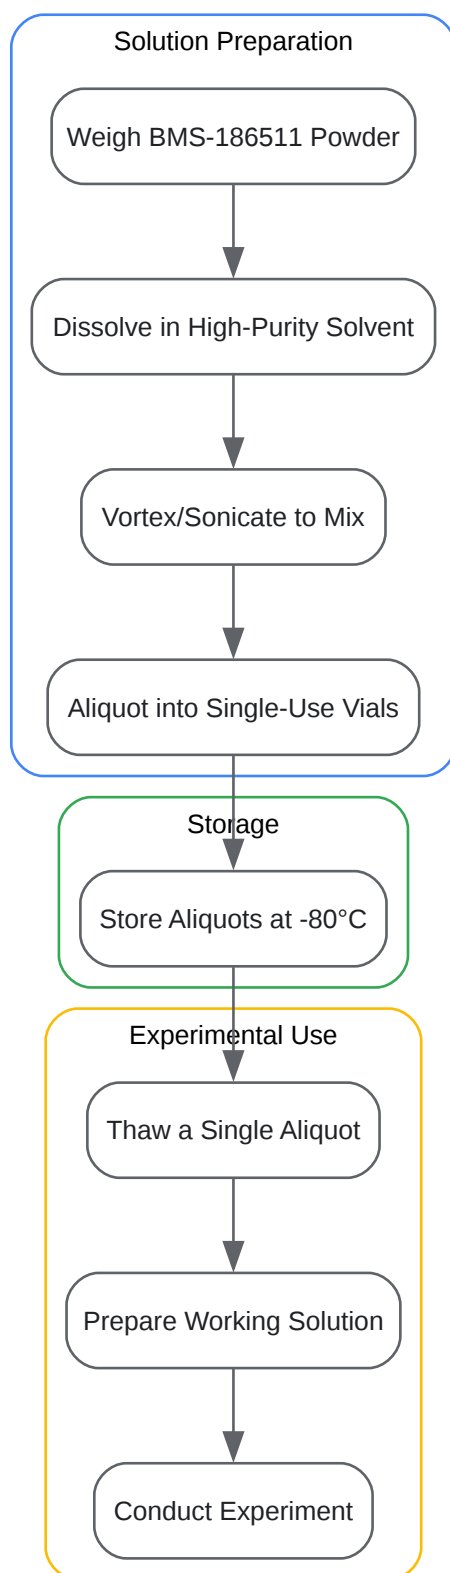 Solution Preparation
Weigh BMS-186511 Powder
Dissolve in High-Purity Solvent
Vortex/Sonicate to Mix
Aliquot into Single-Use Vials
Storage
Store Aliquots at -80°C
Experimental Use
Thaw a Single Aliquot
Prepare Working Solution
Conduct Experiment